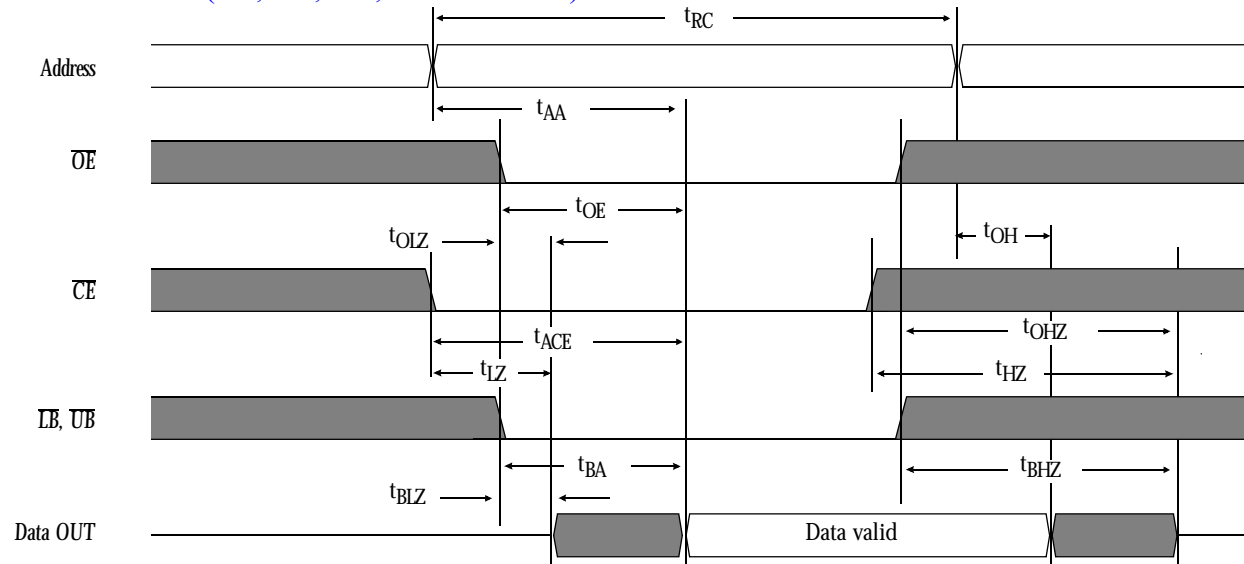 tRC
Address
tAA
OE
tOE
tOLZ
tOH
CE
tACE
tOHZ
tLZ
tHZ
LB, UB
tBA
tBHZ
tBLZ
Data OUT
Data valid